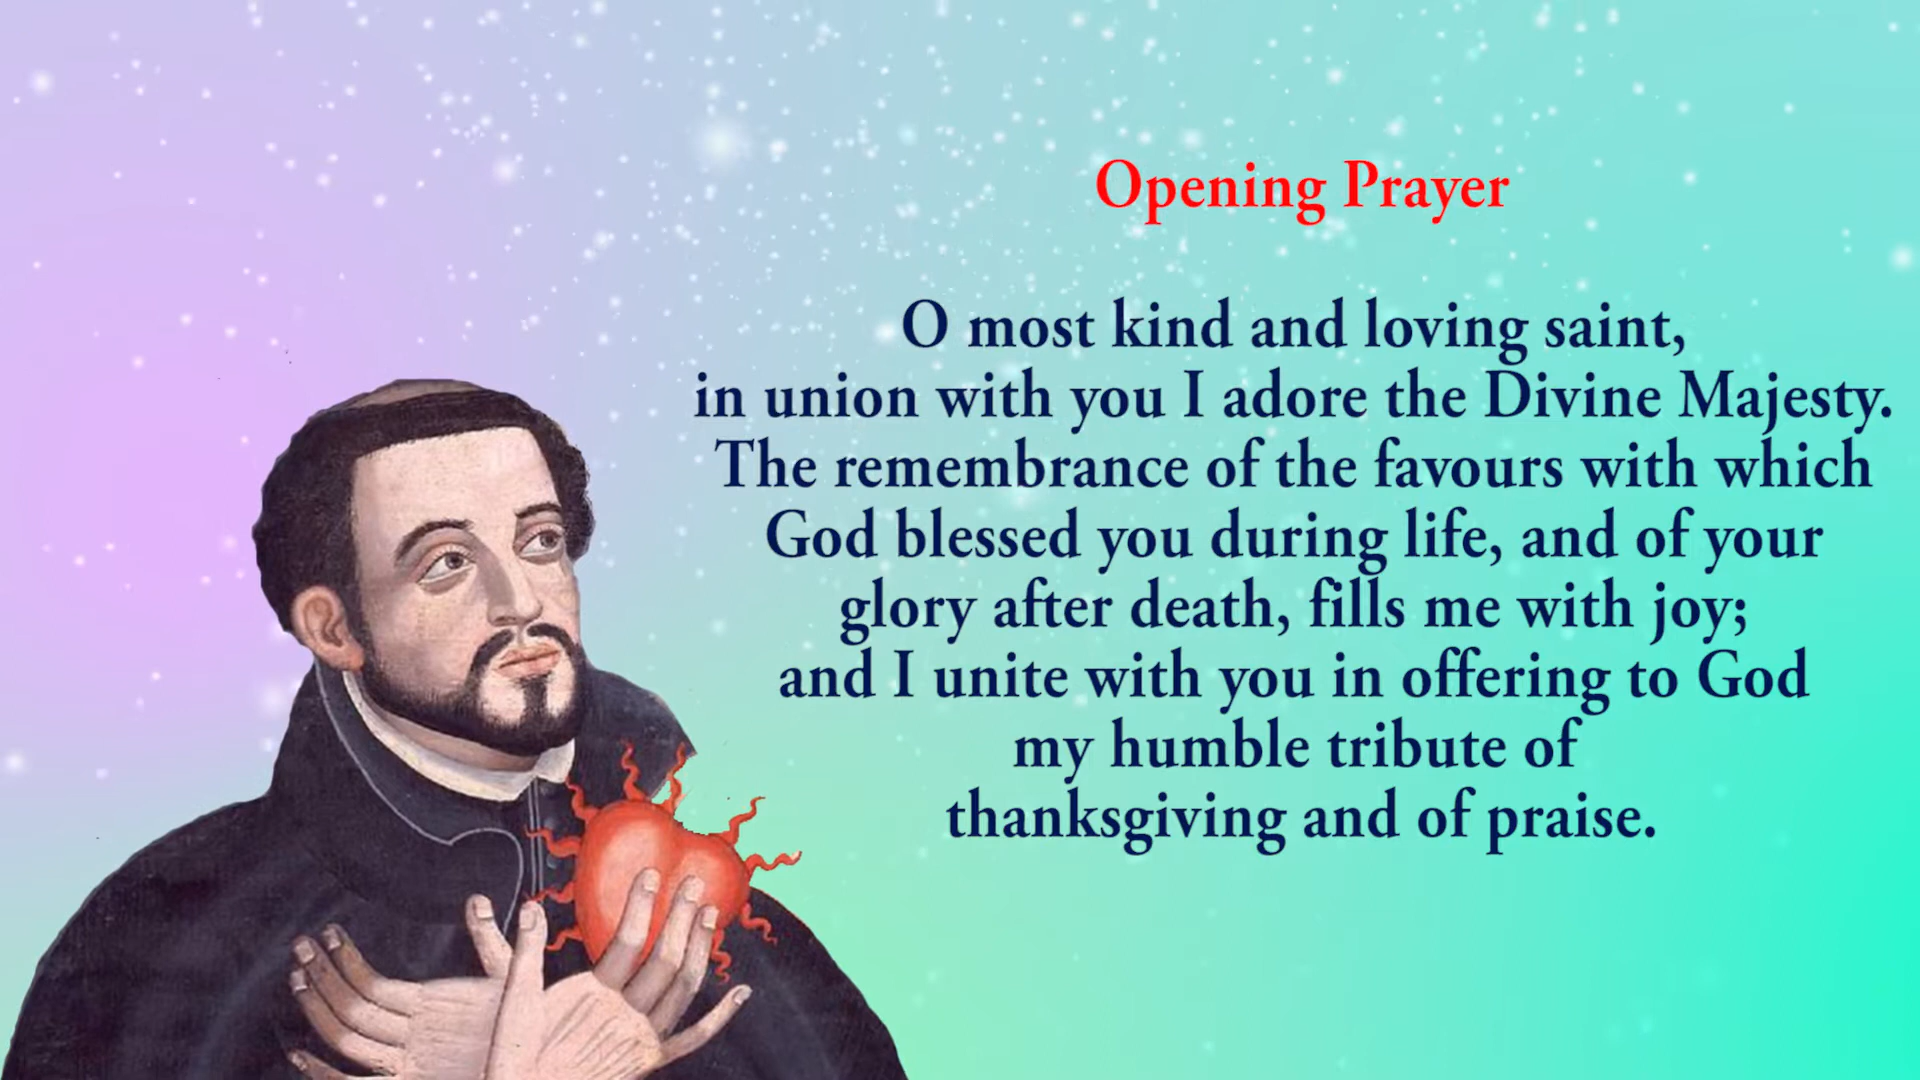 Opening Prayer
O most kind and loving saint,
in union with you I adore the Divine Majesty.
The remembrance of the favours with which
God blessed you during life, and of your
glory after death, fills me with joy;
and I unite with you in offering to God
my humble tribute of
thanksgiving and of praise.